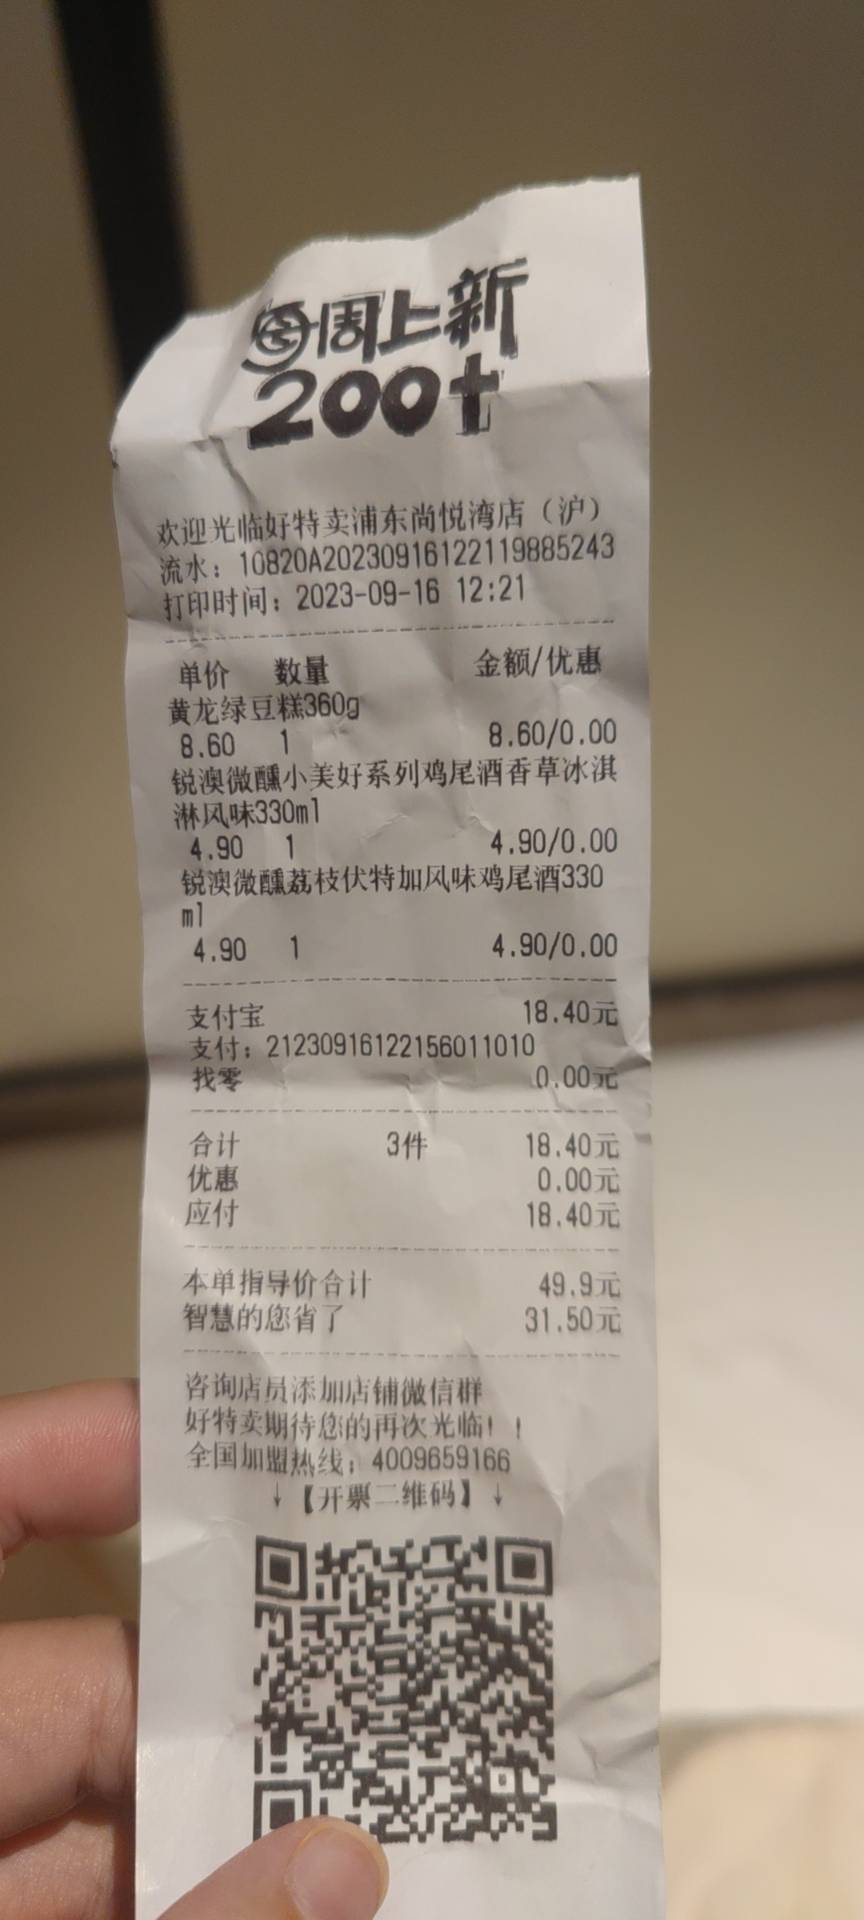 每周上新
200+
欢迎光临好特卖浦东尚悦湾店（沪）
流水：10820A20230916122119885243
打印时间：2023-09-16 12:21
单价 数量 金额/优惠
黄龙绿豆糕360g
8.60 1 8.60/0.00
锐澳微醺小美好系列鸡尾酒香草冰淇
淋风味330ml
4.90 1 4.90/0.00
锐澳微醺荔枝伏特加风味鸡尾酒330
ml
4.90 1 4.90/0.00
支付宝 18.40元
支付：21230916122156011010
找零 0.00元
合计 3件 18.40元
优惠 0.00元
应付 18.40元
本单指导价合计 49.9元
智慧的您省了 31.50元
咨询店员添加店铺微信群
好特卖期待您的再次光临！！
全国加盟热线：4009659166
↓【开票二维码】↓